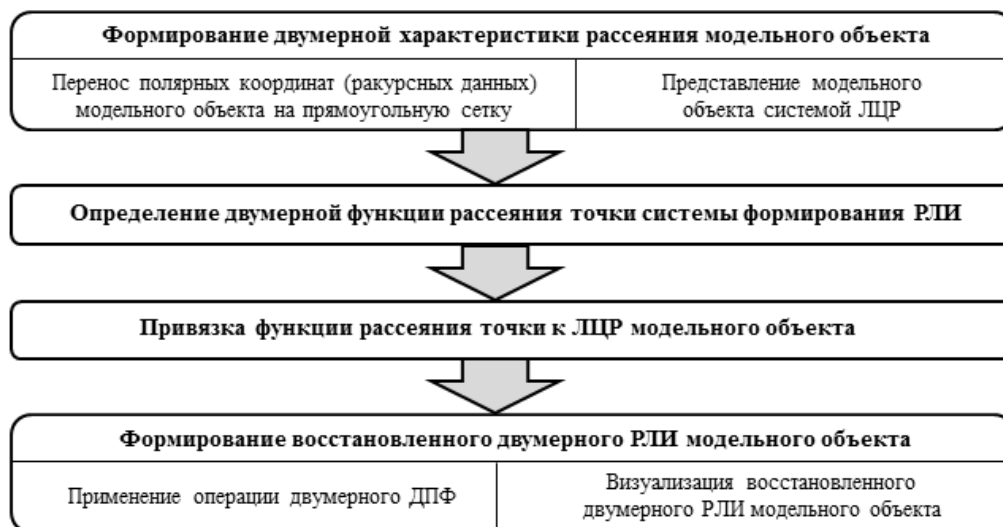 Формирование двумерной характеристики рассеяния модельного объекта
Перенос полярных координат (ракурсных данных)
модельного объекта на прямоугольную сетку
Представление модельного
объекта системой ЛЦР
Определение двумерной функции рассеяния точки системы формирования РЛИ
Привязка функции рассеяния точки к ЛЦР модельного объекта
Формирование восстановленного двумерного РЛИ модельного объекта
Применение операции двумерного ДПФ
Визуализация восстановленного
двумерного РЛИ модельного объекта